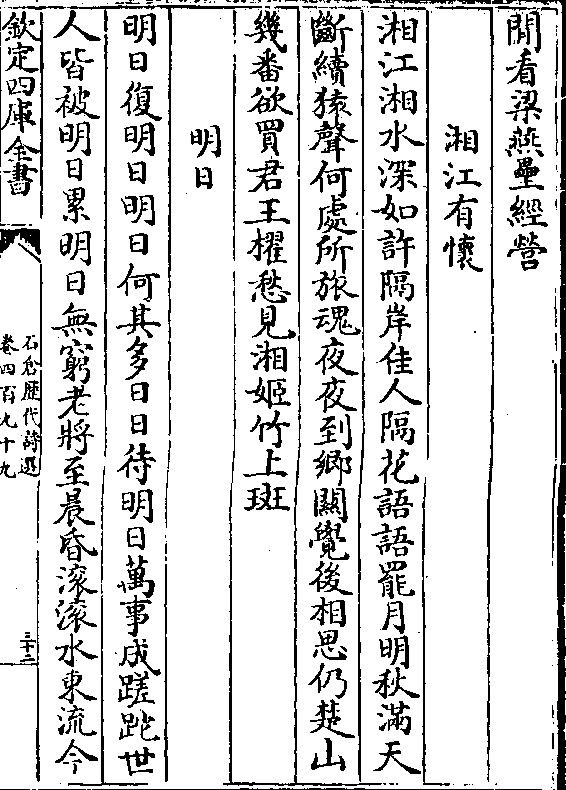 閒看梁燕壘經營
湘江有懷
湘江湘水深如許隔岸佳人隔花語語罷月明秋滿天
斷續猿聲何處所旅魂夜夜到鄉關覺後相思仍楚山
幾番欲買君王櫂愁見湘姬竹上斑
明日
明日復明日明日何其多日日待明日萬事成蹉跎世
人皆被明日累明日無窮老將至晨昏滾滾水東流今
欽定四庫全書
石倉歷代詩選
卷四百九十九
三十二